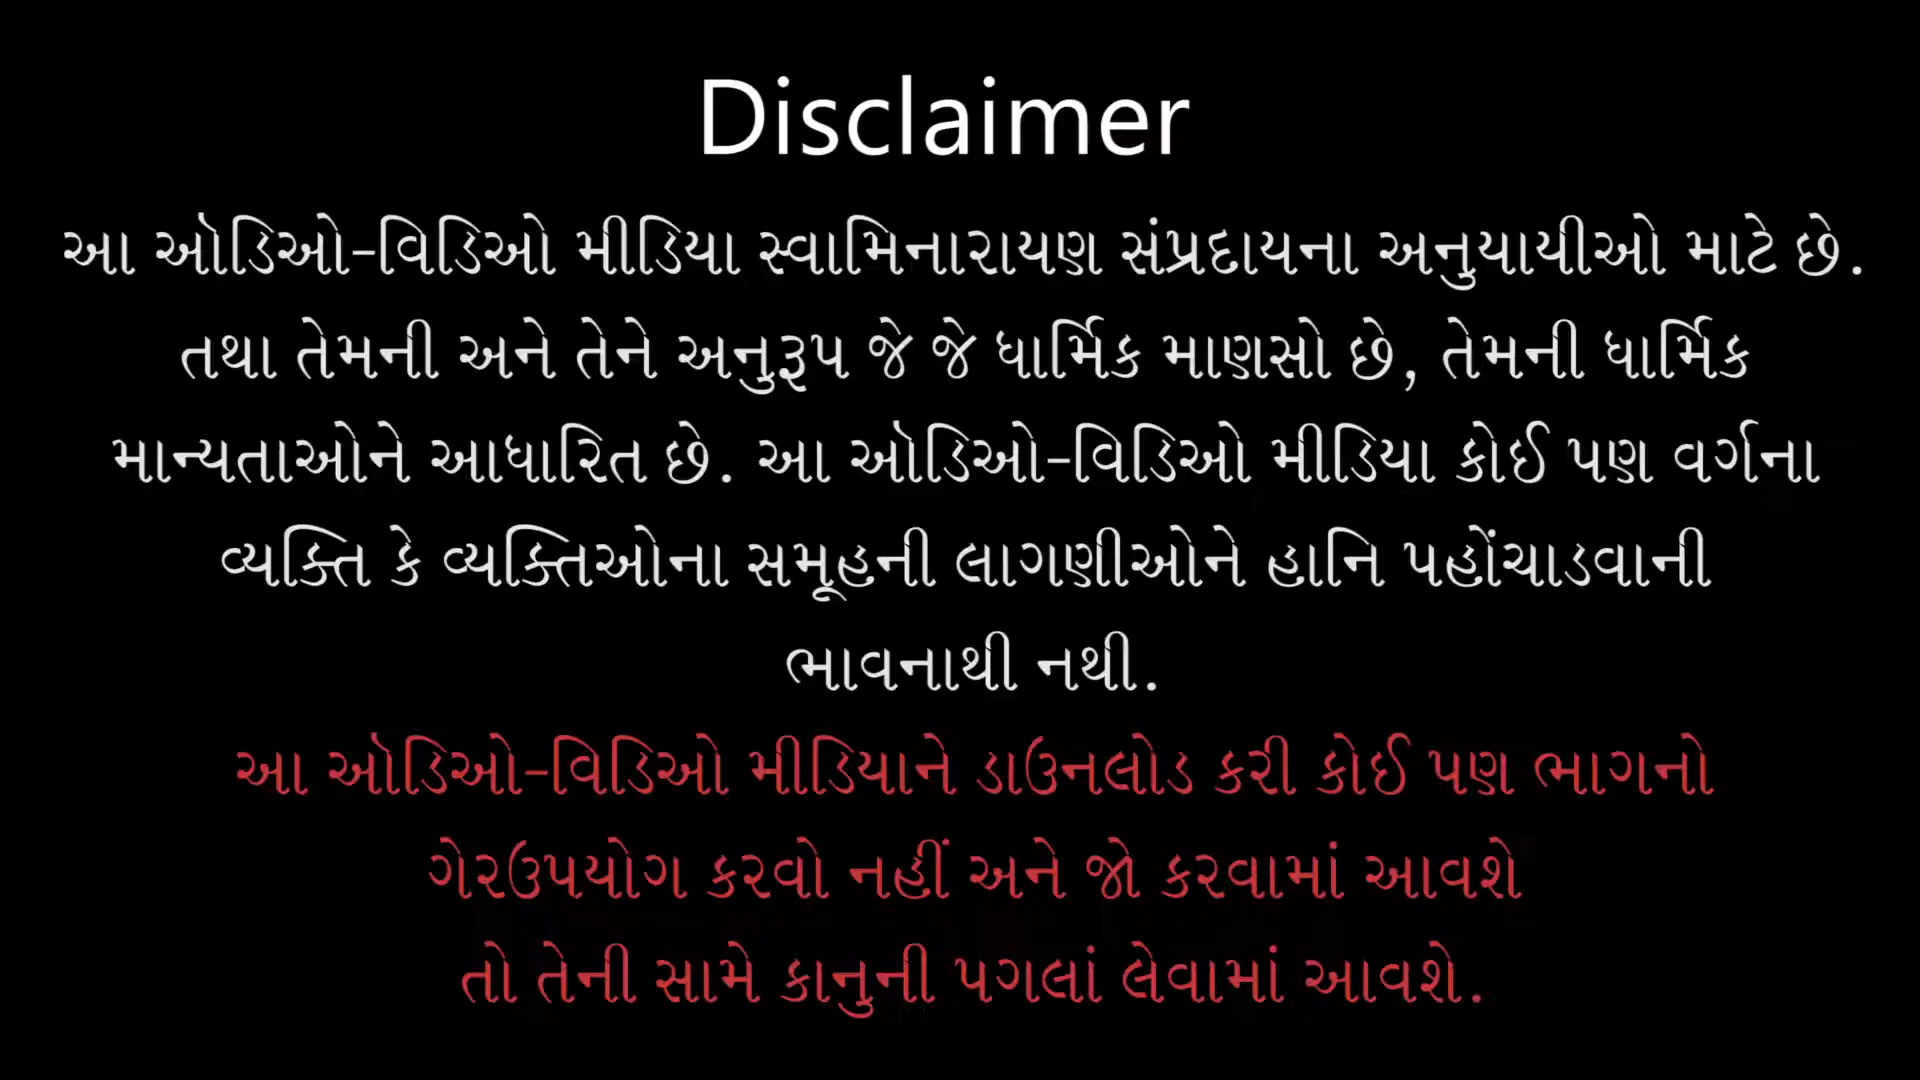 Disclaimer
આ ઑડિઓ-વિડિઓ મીડિયા સ્વામિનારાયણ સંપ્રદાયના અનુયાયીઓ માટે છે.
તથા તેમની અને તેને અનુરૂપ જે જે ધાર્મિક માણસો છે, તેમની ધાર્મિક
માન્યતાઓને આધારિત છે. આ ઑડિઓ-વિડિઓ મીડિયા કોઈ પણ વર્ગના
વ્યક્તિ કે વ્યક્તિઓના સમૂહની લાગણીઓને હાનિ પહોંચાડવાની
ભાવનાથી નથી.
આ ઑડિઓ-વિડિઓ મીડિયાને ડાઉનલોડ કરી કોઈ પણ ભાગનો
ગેરઉપયોગ કરવો નહીં અને જો કરવામાં આવશે
તો તેની સામે કાનુની પગલાં લેવામાં આવશે.